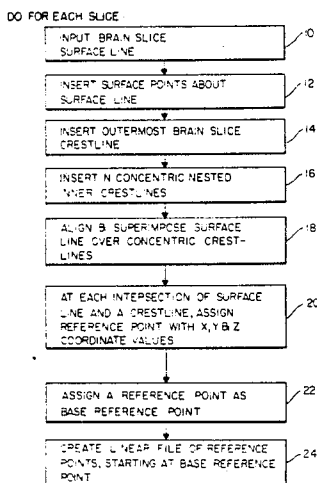 DO FOR EACH SLICE
INPUT BRAIN SLICE
SURFACE LINE
10
INSERT SURFACE POINTS ABOUT
SURFACE LINE
12
INSERT OUTERMOST BRAIN SLICE
CRESTLINE
14
INSERT N CONCENTRIC NESTED
INNER CRESTLINES
16
ALIGN & SUPERIMPOSE SURFACE
LINE OVER CONCENTRIC CREST-
LINES
18
AT EACH INTERSECTION OF SURFACE
LINE AND A CRESTLINE, ASSIGN
REFERENCE POINT WITH X,Y & Z
COORDINATE VALUES
20
ASSIGN A REFERENCE POINT AS
BASE REFERENCE POINT
22
CREATE LINEAR FILE OF REFERENCE
POINTS, STARTING AT BASE REFERENCE
POINT
24